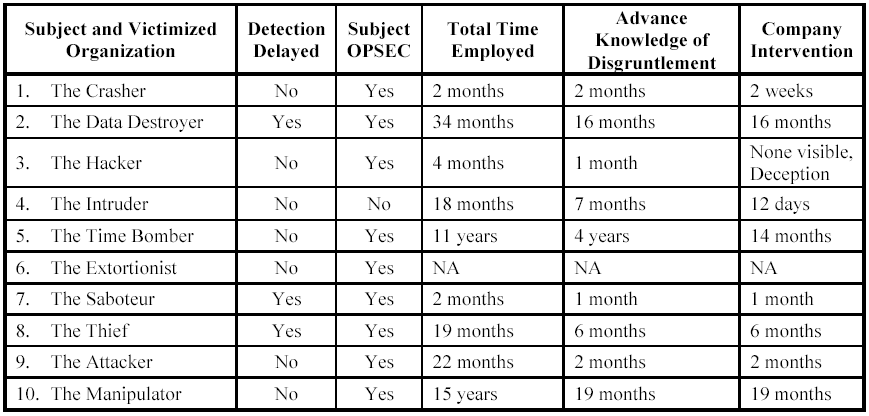 Subject and Victimized Organization | Detection Delayed | Subject OPSEC | Total Time Employed | Advance Knowledge of Disgruntlement | Company Intervention
1. The Crasher | No | Yes | 2 months | 2 months | 2 weeks
2. The Data Destroyer | Yes | Yes | 34 months | 16 months | 16 months
3. The Hacker | No | Yes | 4 months | 1 month | None visible, Deception
4. The Intruder | No | No | 18 months | 7 months | 12 days
5. The Time Bomber | No | Yes | 11 years | 4 years | 14 months
6. The Extortionist | No | Yes | NA | NA | NA
7. The Saboteur | Yes | Yes | 2 months | 1 month | 1 month
8. The Thief | Yes | Yes | 19 months | 6 months | 6 months
9. The Attacker | No | Yes | 22 months | 2 months | 2 months
10. The Manipulator | No | Yes | 15 years | 19 months | 19 months